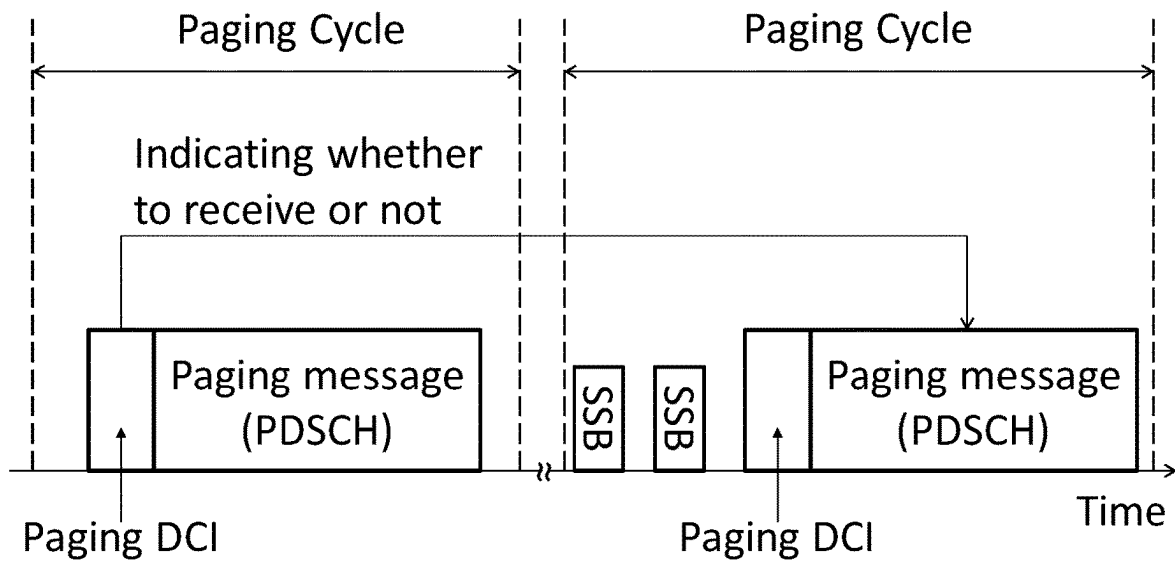 Paging Cycle
Paging Cycle
Indicating whether
to receive or not
Paging message
(PDSCH)
SSB
SSB
Paging message
(PDSCH)
Time
Paging DCI
Paging DCI